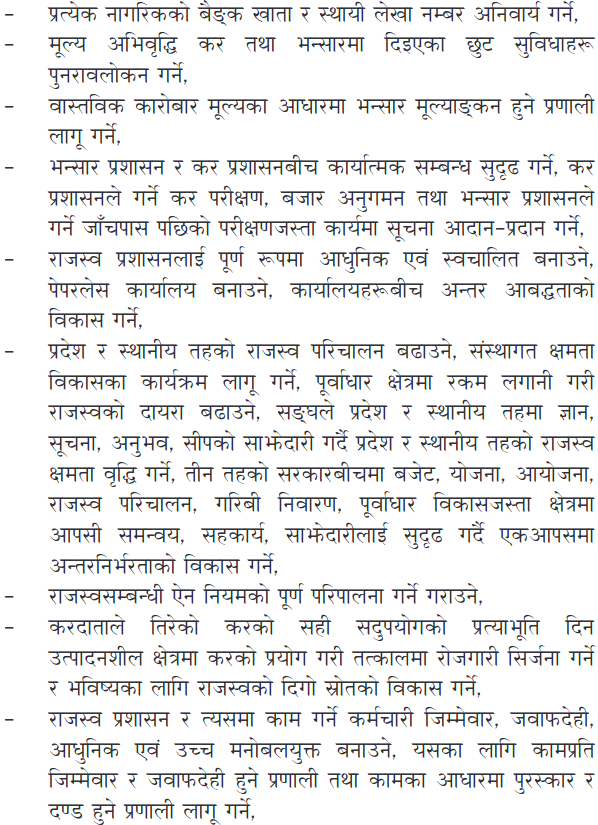 – प्रत्येक नागरिकको बैङ्क खाता र स्थायी लेखा नम्बर अनिवार्य गर्ने,
– मूल्य अभिवृद्धि कर तथा भन्सारमा दिइएका छुट सुविधाहरू
पुनरावलोकन गर्ने,
– वास्तविक कारोबार मूल्यका आधारमा भन्सार मूल्याङ्कन हुने प्रणाली
लागू गर्ने,
– भन्सार प्रशासन र कर प्रशासनबीच कार्यात्मक सम्बन्ध सुदृढ गर्ने, कर
प्रशासनले गर्ने कर परीक्षण, बजार अनुगमन तथा भन्सार प्रशासनले
गर्ने जाँचपास पछिको परीक्षणजस्ता कार्यमा सूचना आदान–प्रदान गर्ने,
– राजस्व प्रशासनलाई पूर्ण रूपमा आधुनिक एवं स्वचालित बनाउने,
पेपरलेस कार्यालय बनाउने, कार्यालयहरूबीच अन्तर आबद्धताको
विकास गर्ने,
– प्रदेश र स्थानीय तहको राजस्व परिचालन बढाउने, संस्थागत क्षमता
विकासका कार्यक्रम लागू गर्ने, पूर्वाधार क्षेत्रमा रकम लगानी गरी
राजस्वको दायरा बढाउने, सङ्घले प्रदेश र स्थानीय तहमा ज्ञान,
सूचना, अनुभव, सीपको साझेदारी गर्दै प्रदेश र स्थानीय तहको राजस्व
क्षमता वृद्धि गर्ने, तीन तहको सरकारबीचमा बजेट, योजना, आयोजना,
राजस्व परिचालन, गरिबी निवारण, पूर्वाधार विकासजस्ता क्षेत्रमा
आपसी समन्वय, सहकार्य, साझेदारीलाई सुदृढ गर्दै एकआपसमा
अन्तरनिर्भरताको विकास गर्ने,
– राजस्वसम्बन्धी ऐन नियमको पूर्ण परिपालना गर्ने गराउने,
– करदाताले तिरेको करको सही सदुपयोगको प्रत्याभूति दिन
उत्पादनशील क्षेत्रमा करको प्रयोग गरी तत्कालमा रोजगारी सिर्जना गर्ने
र भविष्यका लागि राजस्वको दिगो स्रोतको विकास गर्ने,
– राजस्व प्रशासन र त्यसमा काम गर्ने कर्मचारी जिम्मेवार, जवाफदेही,
आधुनिक एवं उच्च मनोबलयुक्त बनाउने, यसका लागि कामप्रति
जिम्मेवार र जवाफदेही हुने प्रणाली तथा कामका आधारमा पुरस्कार र
दण्ड हुने प्रणाली लागू गर्ने,